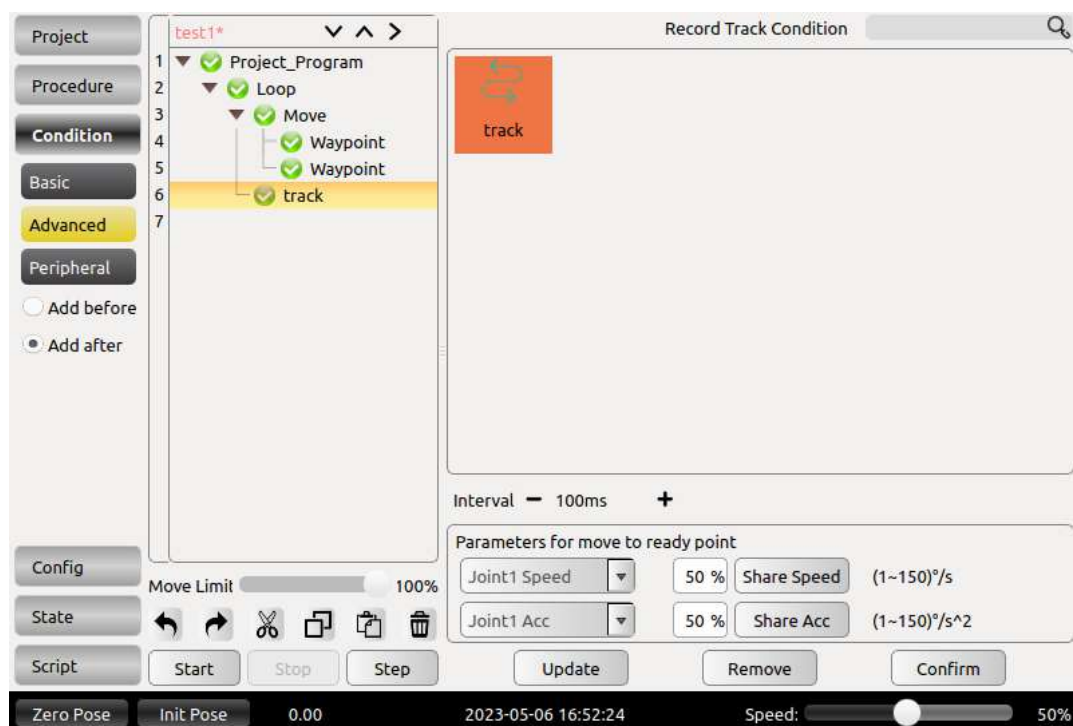 Project
Procedure
Condition
Basic
Advanced
Peripheral
Add before
Add after
Config
State
Script
test1*
1 Project_Program
2 Loop
3 Move
4 Waypoint
5 Waypoint
6 track
7
Move Limit 100%
Start Stop Step
Record Track Condition
track
Interval 100ms
Parameters for move to ready point
Joint1 Speed 50 % Share Speed (1~150)°/s
Joint1 Acc 50 % Share Acc (1~150)°/s^2
Update Remove Confirm
Zero Pose Init Pose 0.00 2023-05-06 16:52:24 Speed: 50%